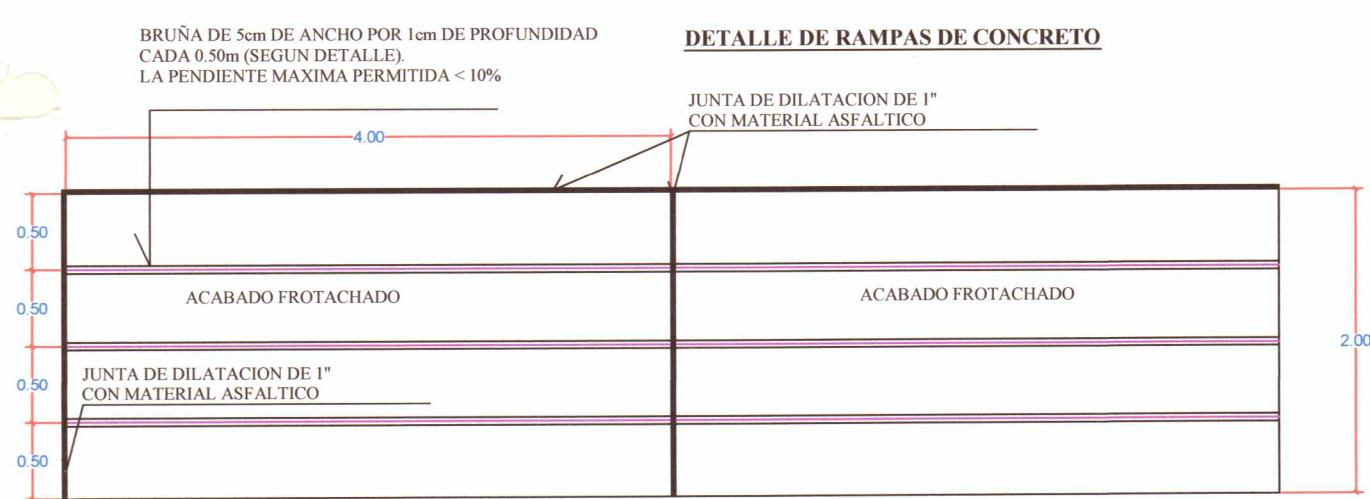 BRUÑA DE 5cm DE ANCHO POR 1cm DE PROFUNDIDAD
CADA 0.50m (SEGUN DETALLE).
LA PENDIENTE MAXIMA PERMITIDA < 10%
DETALLE DE RAMPAS DE CONCRETO
JUNTA DE DILATACION DE 1"
CON MATERIAL ASFALTICO
4.00
0.50
ACABADO FROTACHADO
ACABADO FROTACHADO
0.50
2.00
JUNTA DE DILATACION DE 1"
CON MATERIAL ASFALTICO
0.50
0.50